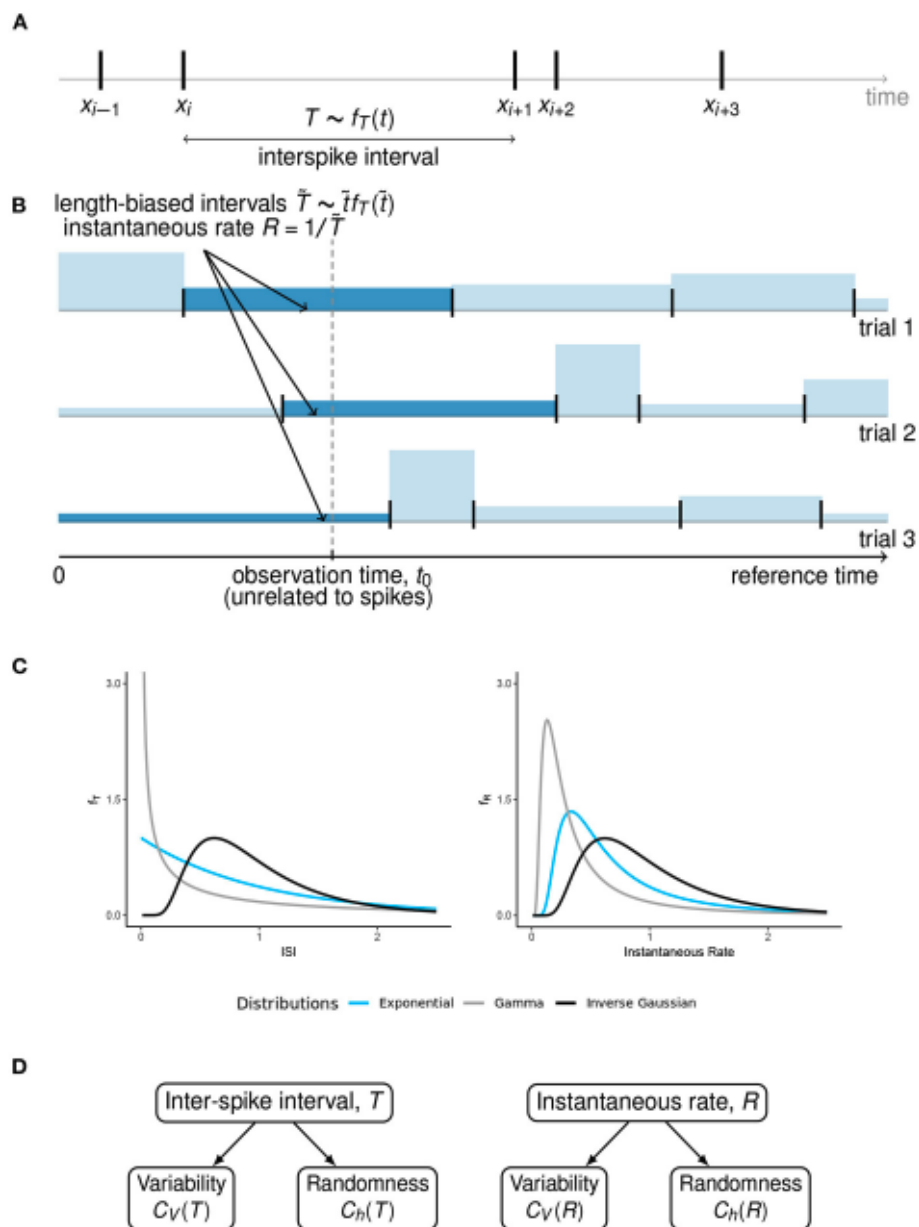 A
x_{i−1} x_i x_{i+1} x_{i+2} x_{i+3} time
T ∼ f_T(t)
interspike interval
B
length-biased intervals T̃ ∼ t̃f_T(t̃)
instantaneous rate R = 1/T̃
trial 1
trial 2
trial 3
0 observation time, t_0 reference time
(unrelated to spikes)
C
3.0 3.0
f_T 1.5 f_R 1.5
0.0 0.0
0 1 2 0 1 2
ISI Instantaneous Rate
Distributions Exponential Gamma Inverse Gaussian
D
Inter-spike interval, T Instantaneous rate, R
Variability Randomness Variability Randomness
C_V(T) C_h(T) C_V(R) C_h(R)